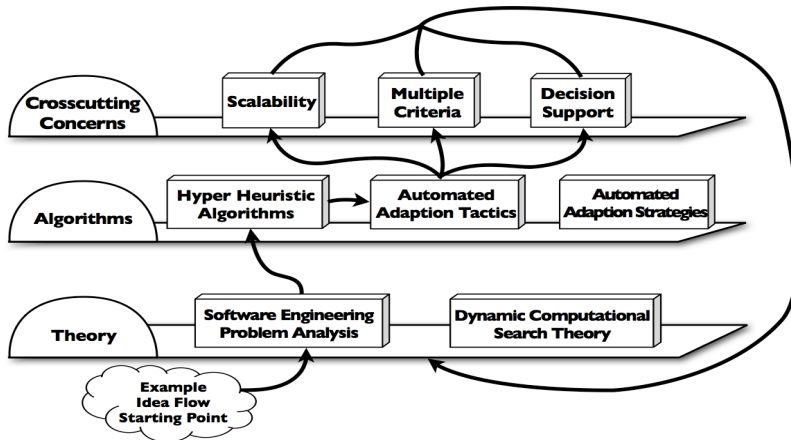 Crosscutting
Concerns
Scalability
Multiple
Criteria
Decision
Support
Algorithms
Hyper Heuristic
Algorithms
Automated
Adaption Tactics
Automated
Adaption Strategies
Theory
Software Engineering
Problem Analysis
Dynamic Computational
Search Theory
Example
Idea Flow
Starting Point